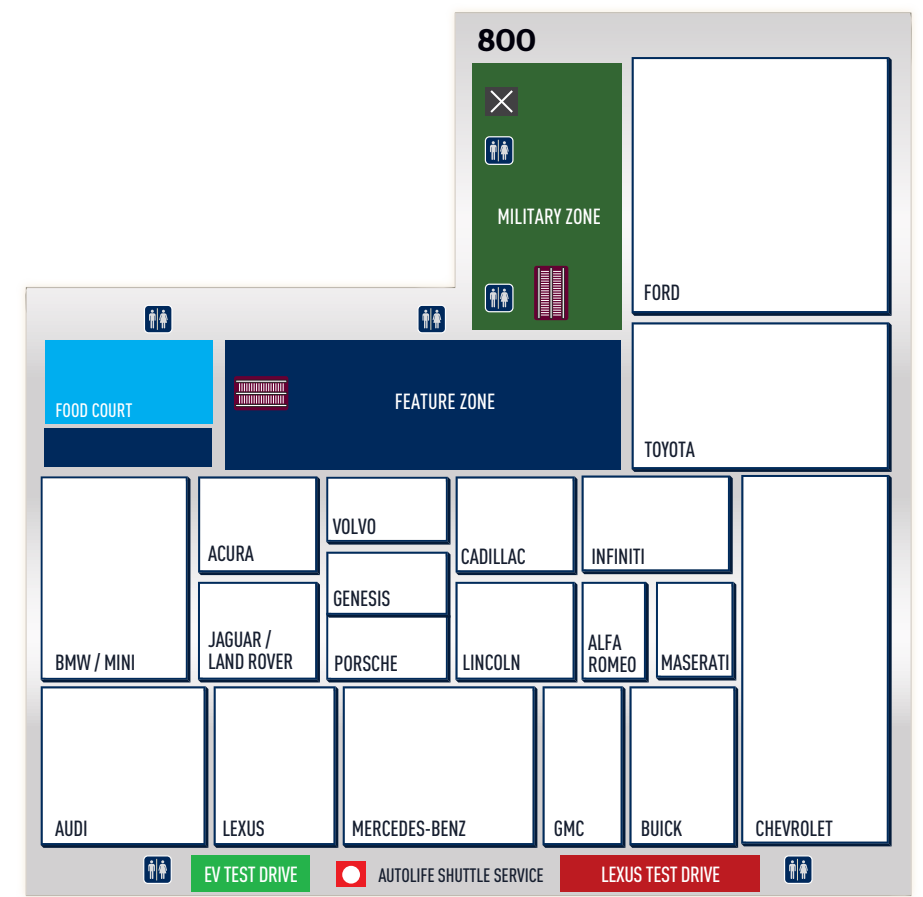 800
MILITARY ZONE
FORD
FOOD COURT
FEATURE ZONE
TOYOTA
BMW / MINI
ACURA
VOLVO
CADILLAC
INFINITI
GENESIS
JAGUAR /
LAND ROVER
PORSCHE
LINCOLN
ALFA
ROMEO
MASERATI
AUDI
LEXUS
MERCEDES-BENZ
GMC
BUICK
CHEVROLET
EV TEST DRIVE
AUTOLIFE SHUTTLE SERVICE
LEXUS TEST DRIVE